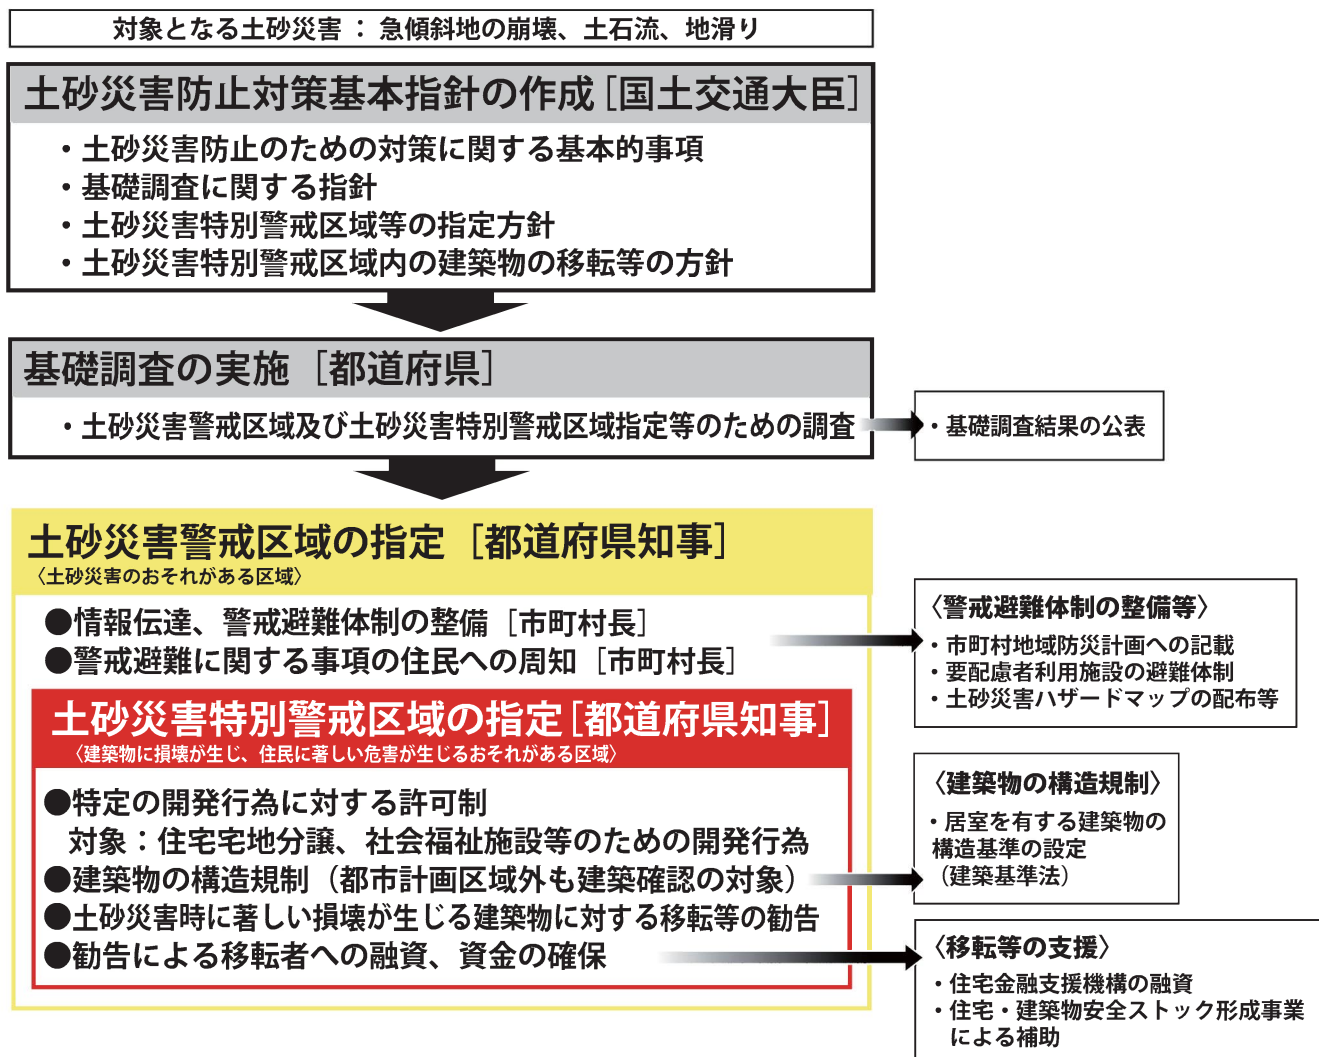 対象となる土砂災害 ： 急傾斜地の崩壊、土石流、地滑り
土砂災害防止対策基本指針の作成［国土交通大臣］
・土砂災害防止のための対策に関する基本的事項
・基礎調査に関する指針
・土砂災害特別警戒区域等の指定方針
・土砂災害特別警戒区域内の建築物の移転等の方針
基礎調査の実施［都道府県］
・土砂災害警戒区域及び土砂災害特別警戒区域指定等のための調査
・基礎調査結果の公表
土砂災害警戒区域の指定［都道府県知事］
〈土砂災害のおそれがある区域〉
●情報伝達、警戒避難体制の整備［市町村長］
●警戒避難に関する事項の住民への周知［市町村長］
〈警戒避難体制の整備等〉
・市町村地域防災計画への記載
・要配慮者利用施設の避難体制
・土砂災害ハザードマップの配布等
土砂災害特別警戒区域の指定［都道府県知事］
〈建築物に損壊が生じ、住民に著しい危害が生じるおそれがある区域〉
●特定の開発行為に対する許可制
対象：住宅宅地分譲、社会福祉施設等のための開発行為
●建築物の構造規制（都市計画区域外も建築確認の対象）
●土砂災害時に著しい損壊が生じる建築物に対する移転等の勧告
●勧告による移転者への融資、資金の確保
〈建築物の構造規制〉
・居室を有する建築物の
構造基準の設定
（建築基準法）
〈移転等の支援〉
・住宅金融支援機構の融資
・住宅・建築物安全ストック形成事業
による補助